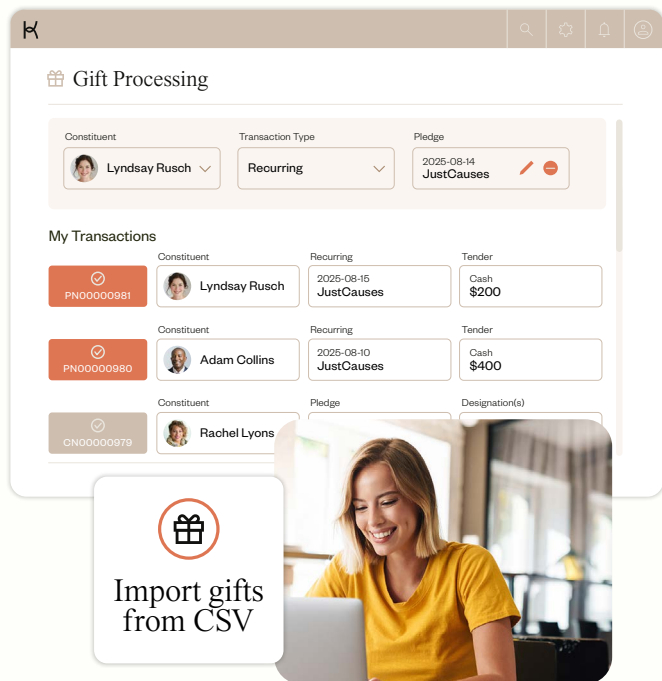 Gift Processing
Constituent Transaction Type Pledge
Lyndsay Rusch Recurring 2025-08-14 JustCauses
My Transactions
Constituent Recurring Tender
PN00000981 Lyndsay Rusch 2025-08-15 JustCauses Cash $200
Constituent Recurring Tender
PN00000980 Adam Collins 2025-08-10 JustCauses Cash $400
Constituent Pledge Designation(s)
CN00000979 Rachel Lyons
Import gifts
from CSV